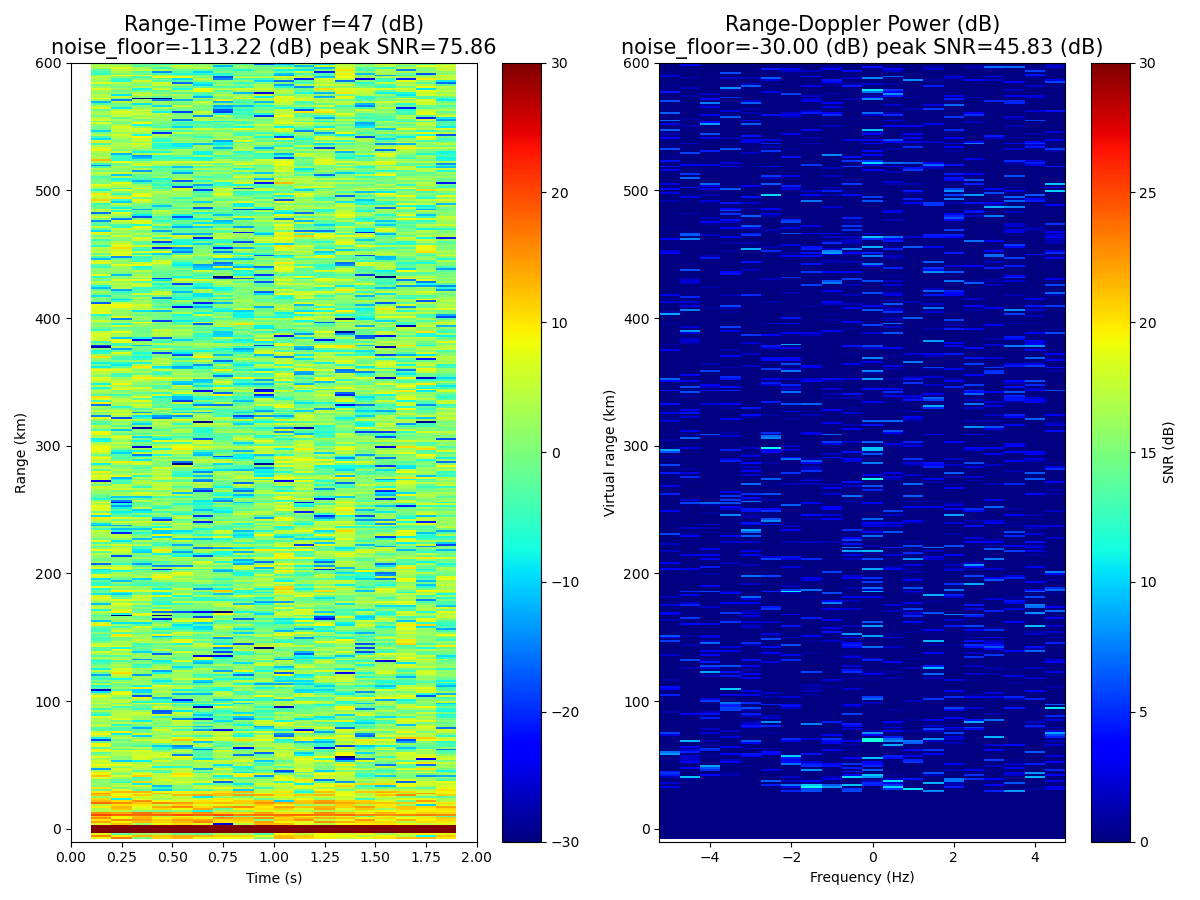 Range-Time Power f=47 (dB)
noise_floor=-113.22 (dB) peak SNR=75.86
Range-Doppler Power (dB)
noise_floor=-30.00 (dB) peak SNR=45.83 (dB)
600
500
400
300
200
100
0
Range (km)
0.00 0.25 0.50 0.75 1.00 1.25 1.50 1.75 2.00
Time (s)
30
20
10
0
−10
−20
−30
600
500
400
300
200
100
0
Virtual range (km)
−4 −2 0 2 4
Frequency (Hz)
30
25
20
15
10
5
0
SNR (dB)